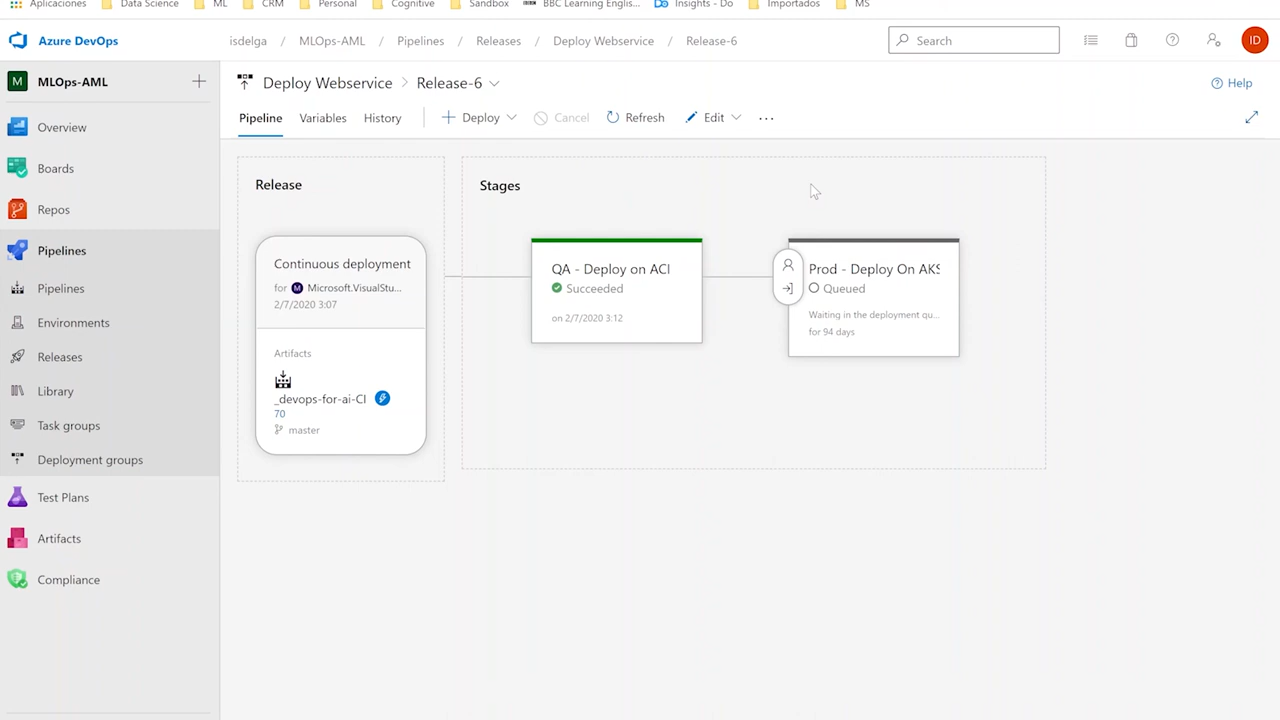 Aplicaciones
Data Science
ML
CRM
Personal
Cognitive
Sandbox
BBC Learning Englis...
Insights - Do
Importados
MS
Azure DevOps
isdelga / MLOps-AML / Pipelines / Releases / Deploy Webservice / Release-6
Search
ID
M MLOps-AML
Deploy Webservice > Release-6
Help
Pipeline
Variables
History
Deploy
Cancel
Refresh
Edit
...
Overview
Boards
Repos
Pipelines
Pipelines
Environments
Releases
Library
Task groups
Deployment groups
Test Plans
Artifacts
Compliance
Release
Continuous deployment
for M Microsoft.VisualStu...
2/7/2020 3:07
Artifacts
_devops-for-ai-CI
70
master
Stages
QA - Deploy on ACI
Succeeded
on 2/7/2020 3:12
Prod - Deploy On AKS
Queued
Waiting in the deployment qu...
for 94 days